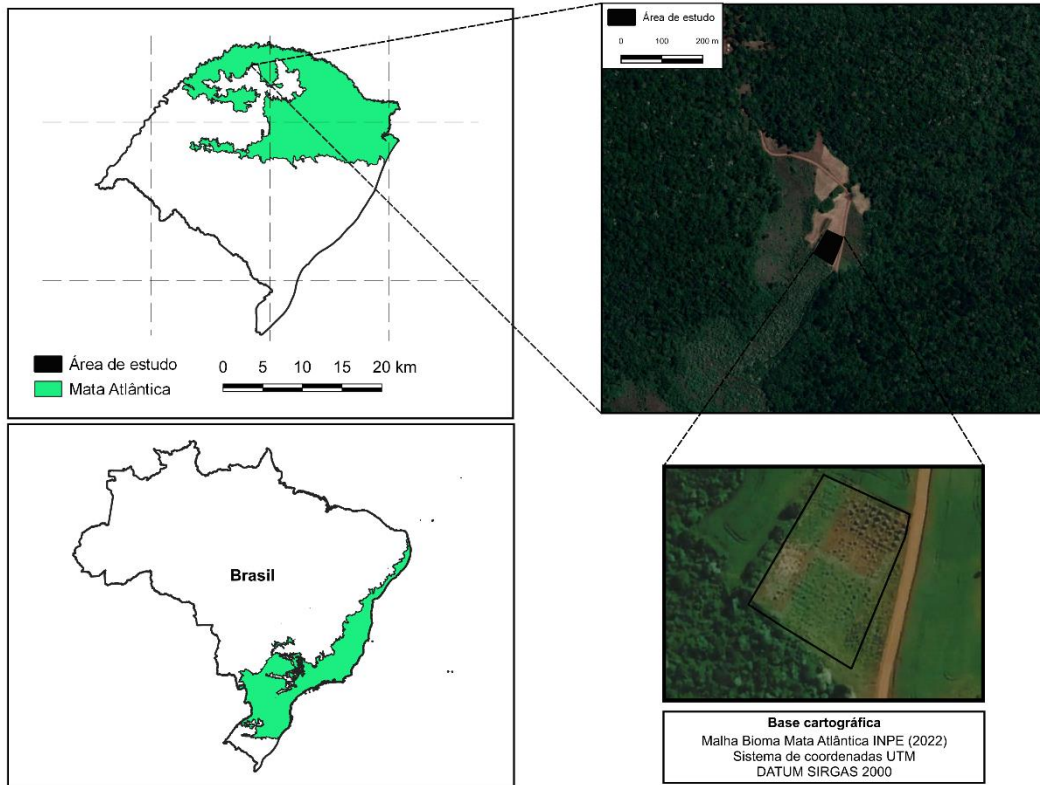 Área de estudo
0 5 10 15 20 km
Mata Atlântica
Brasil
Área de estudo
0 100 200 m
Base cartográfica
Malha Bioma Mata Atlântica INPE (2022)
Sistema de coordenadas UTM
DATUM SIRGAS 2000